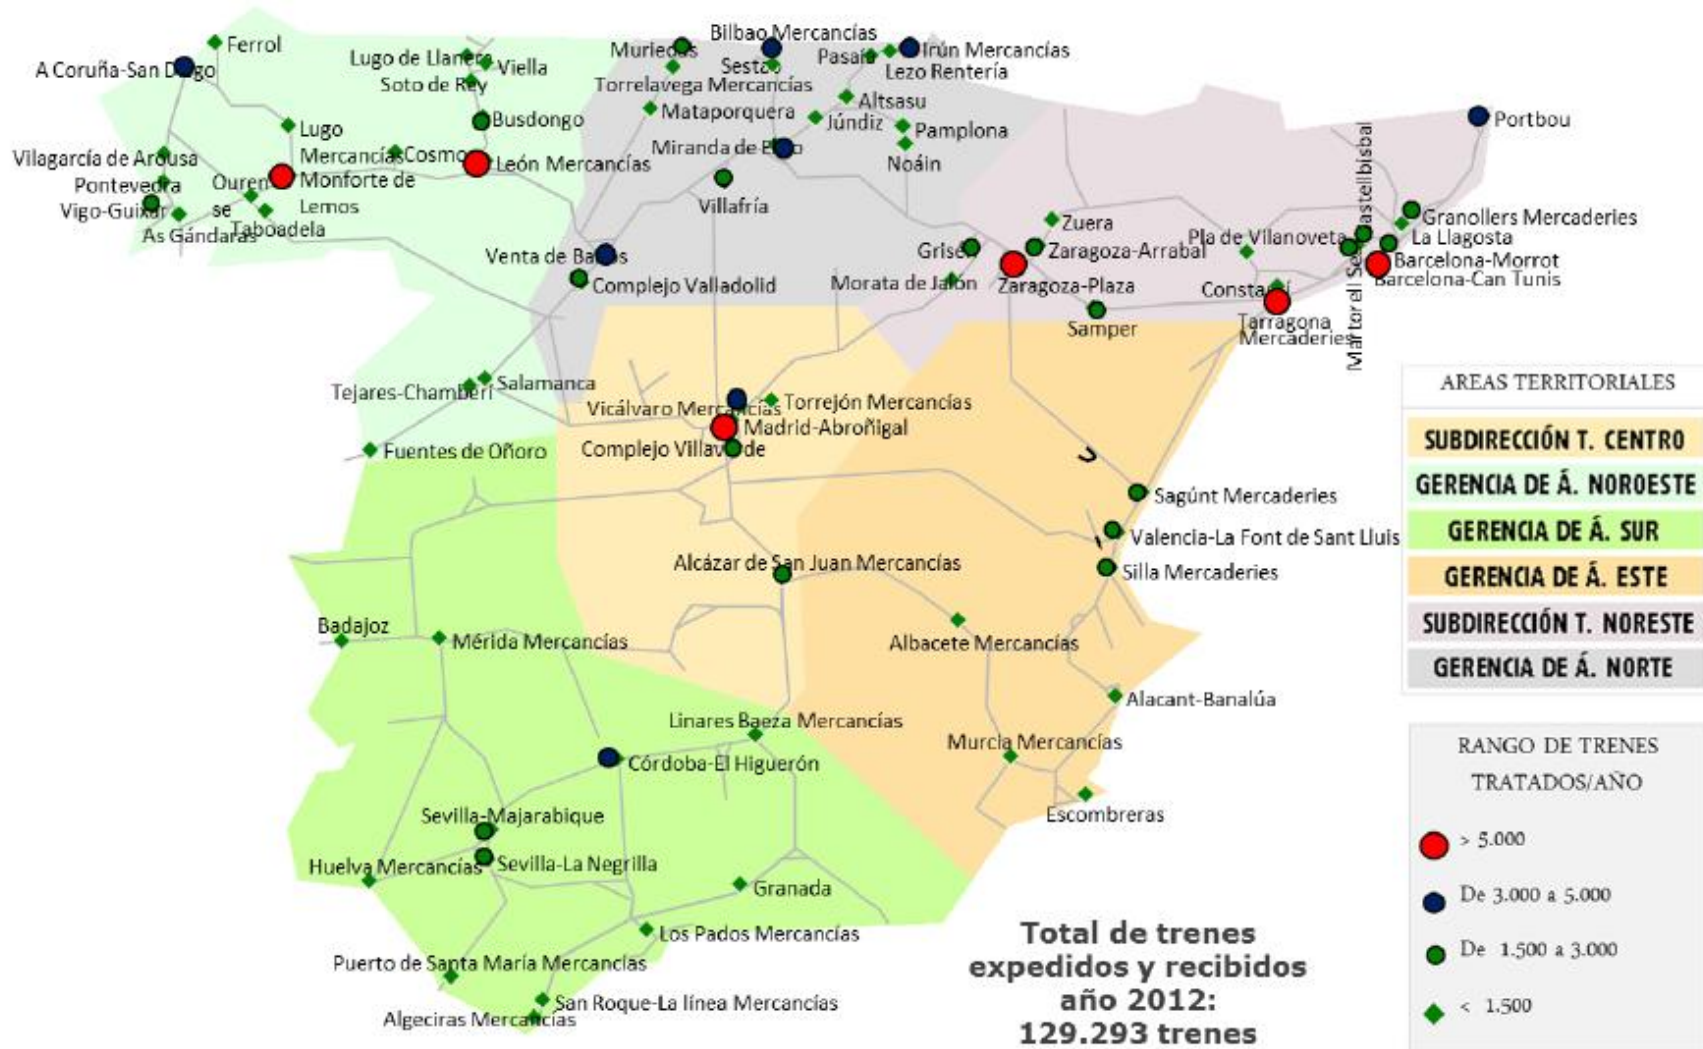 Ferrol
A Coruña-San Diego
Lugo de Llanera
Viella
Soto de Rey
Busdongo
Lugo
Mercancías
Cosmos
León Mercancías
Vilagarcía de Arousa
Pontevedra
Vigo-Guixar
Ouren
se
Monforte de
Lemos
As Gándaras
Taboadela
Muriedas
Bilbao Mercancías
Sestao
Torrelavega Mercancías
Mataporquera
Pasaia
Irún Mercancías
Lezo Rentería
Altsasu
Júndiz
Pamplona
Miranda de Ebro
Noáin
Villafría
Venta de Baños
Complejo Valladolid
Portbou
Zuera
Grisén
Zaragoza-Arrabal
Morata de Jalón
Zaragoza-Plaza
Samper
Pla de Vilanoveta
Constantí
Tarragona
Mercaderies
Martorell Se
Castellbisbal
Granollers Mercaderies
La Llagosta
Barcelona-Morrot
Barcelona-Can Tunis
Tejares-Chamberí
Salamanca
Fuentes de Oñoro
Vicálvaro Mercancías
Torrejón Mercancías
Madrid-Abroñigal
Complejo Villaverde
Sagúnt Mercaderies
Valencia-La Font de Sant Lluis
Silla Mercaderies
Alcázar de San Juan Mercancías
Albacete Mercancías
Badajoz
Mérida Mercancías
Alacant-Banalúa
Linares Baeza Mercancías
Murcia Mercancías
Córdoba-El Higuerón
Escombreras
Sevilla-Majarabique
Sevilla-La Negrilla
Huelva Mercancías
Granada
Los Pados Mercancías
Puerto de Santa María Mercancías
San Roque-La línea Mercancías
Algeciras Mercancías
Total de trenes
expedidos y recibidos
año 2012:
129.293 trenes
AREAS TERRITORIALES
SUBDIRECCIÓN T. CENTRO
GERENCIA DE Á. NOROESTE
GERENCIA DE Á. SUR
GERENCIA DE Á. ESTE
SUBDIRECCIÓN T. NORESTE
GERENCIA DE Á. NORTE
RANGO DE TRENES
TRATADOS/AÑO
> 5.000
De 3.000 a 5.000
De 1.500 a 3.000
< 1.500